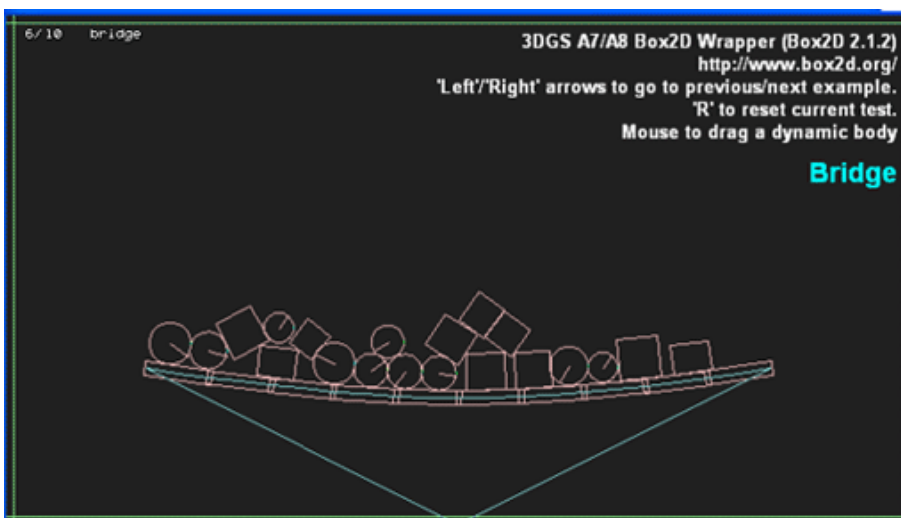 6/10 bridge
3DGS A7/A8 Box2D Wrapper (Box2D 2.1.2)
http://www.box2d.org/
'Left'/'Right' arrows to go to previous/next example.
'R' to reset current test.
Mouse to drag a dynamic body
Bridge